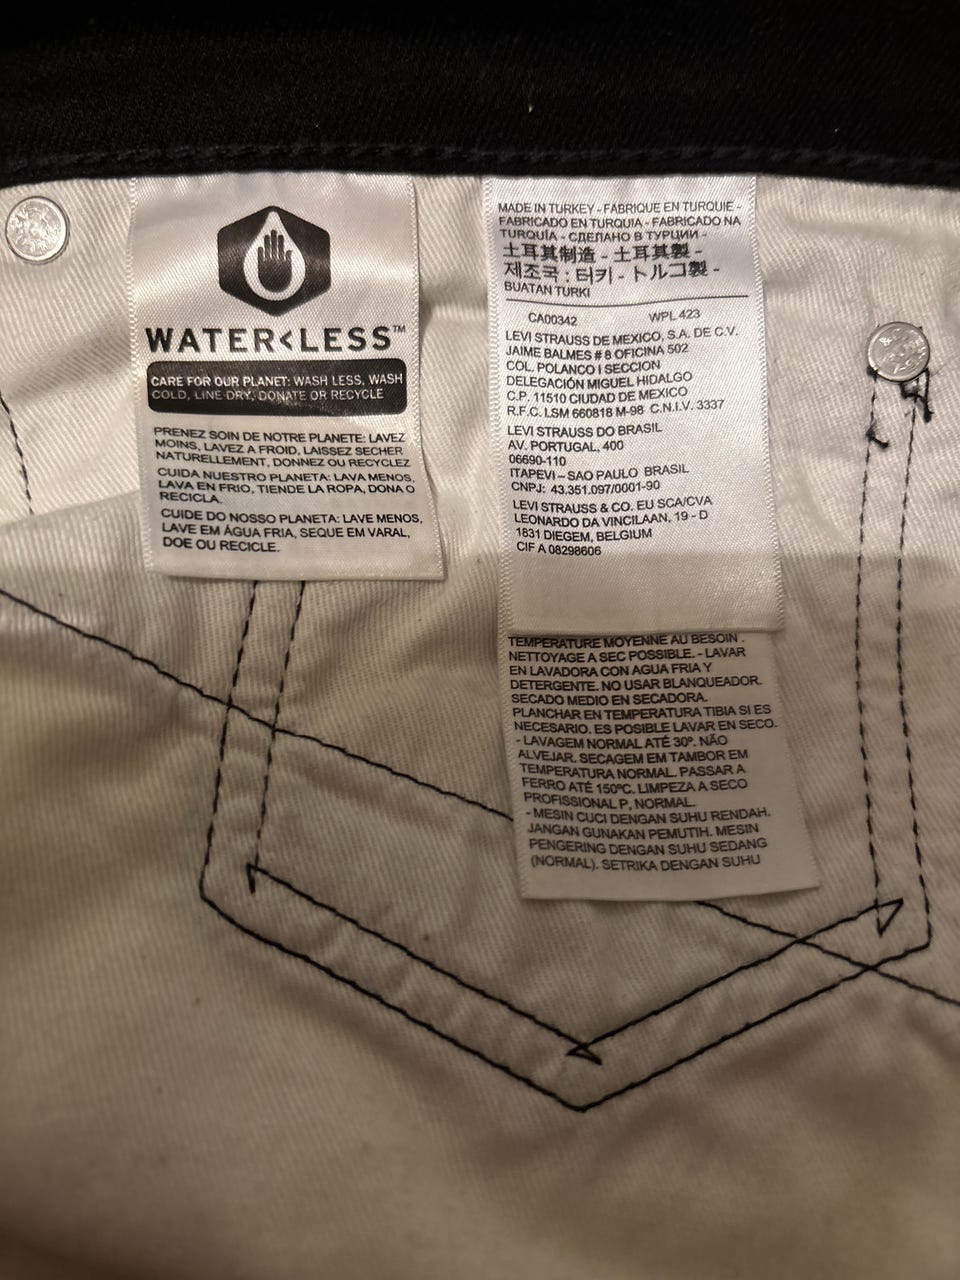 WATER<LESS™
CARE FOR OUR PLANET: WASH LESS, WASH
COLD, LINE DRY, DONATE OR RECYCLE
PRENEZ SOIN DE NOTRE PLANETE: LAVEZ
MOINS, LAVEZ A FROID, LAISSEZ SECHER
NATURELLEMENT, DONNEZ OU RECYCLEZ
CUIDA NUESTRO PLANETA: LAVA MENOS,
LAVA EN FRIO, TIENDE LA ROPA, DONA O
RECICLA.
CUIDE DO NOSSO PLANETA: LAVE MENOS,
LAVE EM ÁGUA FRIA, SEQUE EM VARAL,
DOE OU RECICLE.
MADE IN TURKEY - FABRIQUE EN TURQUIE -
FABRICADO EN TURQUIA - FABRICADO NA
TURQUÍA - СДЕЛАНО В ТУРЦИИ -
土耳其制造 - 土耳其製 -
제조국 : 터키 - トルコ製 -
BUATAN TURKI
CA00342 WPL 423
LEVI STRAUSS DE MEXICO, S.A. DE C.V.
JAIME BALMES # 8 OFICINA 502
COL. POLANCO I SECCION
DELEGACIÓN MIGUEL HIDALGO
C.P. 11510 CIUDAD DE MEXICO
R.F.C. LSM 660818 M-98 C.N.I.V. 3337
LEVI STRAUSS DO BRASIL
AV. PORTUGAL, 400
06690-110
ITAPEVI – SAO PAULO BRASIL
CNPJ: 43.351.097/0001-90
LEVI STRAUSS & CO. EU SCA/CVA
LEONARDO DA VINCILAAN, 19 - D
1831 DIEGEM, BELGIUM
CIF A 08298606
TEMPERATURE MOYENNE AU BESOIN .
NETTOYAGE A SEC POSSIBLE. - LAVAR
EN LAVADORA CON AGUA FRIA Y
DETERGENTE. NO USAR BLANQUEADOR.
SECADO MEDIO EN SECADORA.
PLANCHAR EN TEMPERATURA TIBIA SI ES
NECESARIO. ES POSIBLE LAVAR EN SECO.
- LAVAGEM NORMAL ATÉ 30º. NÃO
ALVEJAR. SECAGEM EM TAMBOR EM
TEMPERATURA NORMAL. PASSAR A
FERRO ATÉ 150ºC. LIMPEZA A SECO
PROFISSIONAL P, NORMAL.
- MESIN CUCI DENGAN SUHU RENDAH.
JANGAN GUNAKAN PEMUTIH. MESIN
PENGERING DENGAN SUHU SEDANG
(NORMAL). SETRIKA DENGAN SUHU